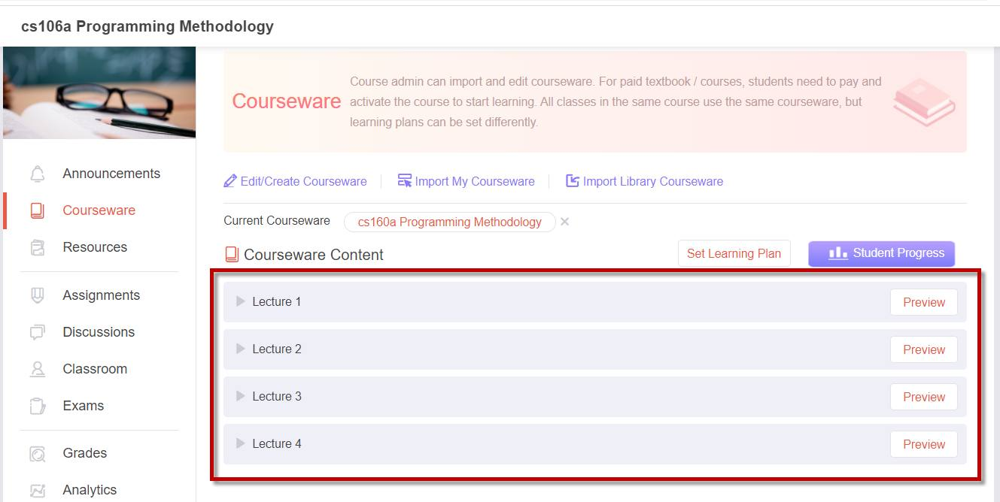 cs106a Programming Methodology
Announcements
Courseware
Resources
Assignments
Discussions
Classroom
Exams
Grades
Analytics
Courseware
Course admin can import and edit courseware. For paid textbook / courses, students need to pay and
activate the course to start learning. All classes in the same course use the same courseware, but
learning plans can be set differently.
Edit/Create Courseware
Import My Courseware
Import Library Courseware
Current Courseware
cs160a Programming Methodology ×
Courseware Content
Set Learning Plan
Student Progress
Lecture 1 Preview
Lecture 2 Preview
Lecture 3 Preview
Lecture 4 Preview